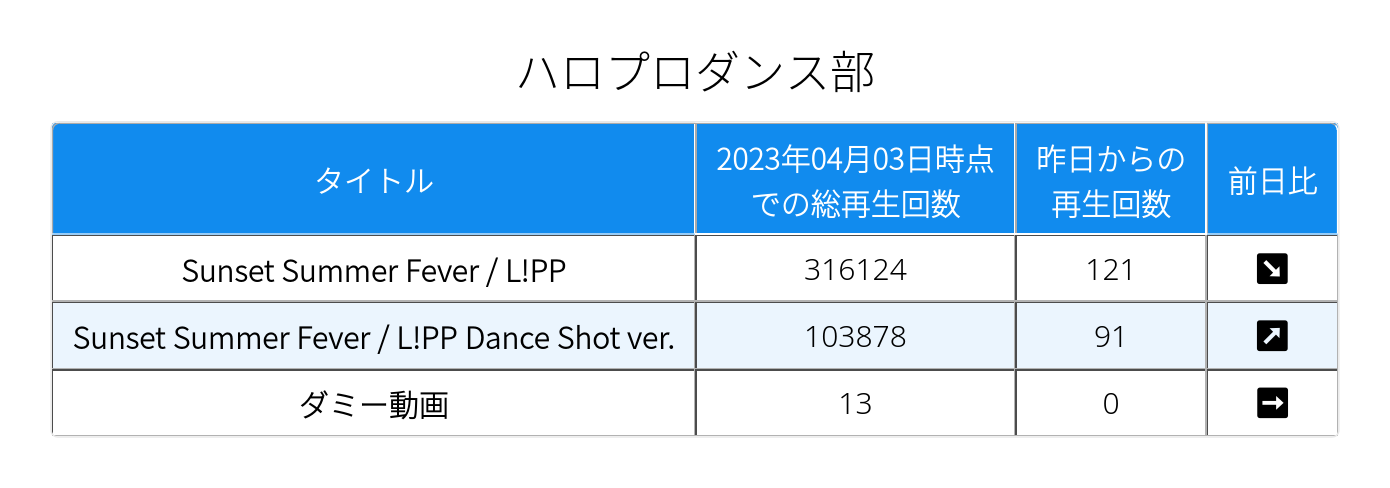 ハロプロダンス部
タイトル
2023年04月03日時点
での総再生回数
昨日からの
再生回数
前日比
Sunset Summer Fever / L!PP
316124
121
↘
Sunset Summer Fever / L!PP Dance Shot ver.
103878
91
↗
ダミー動画
13
0
→